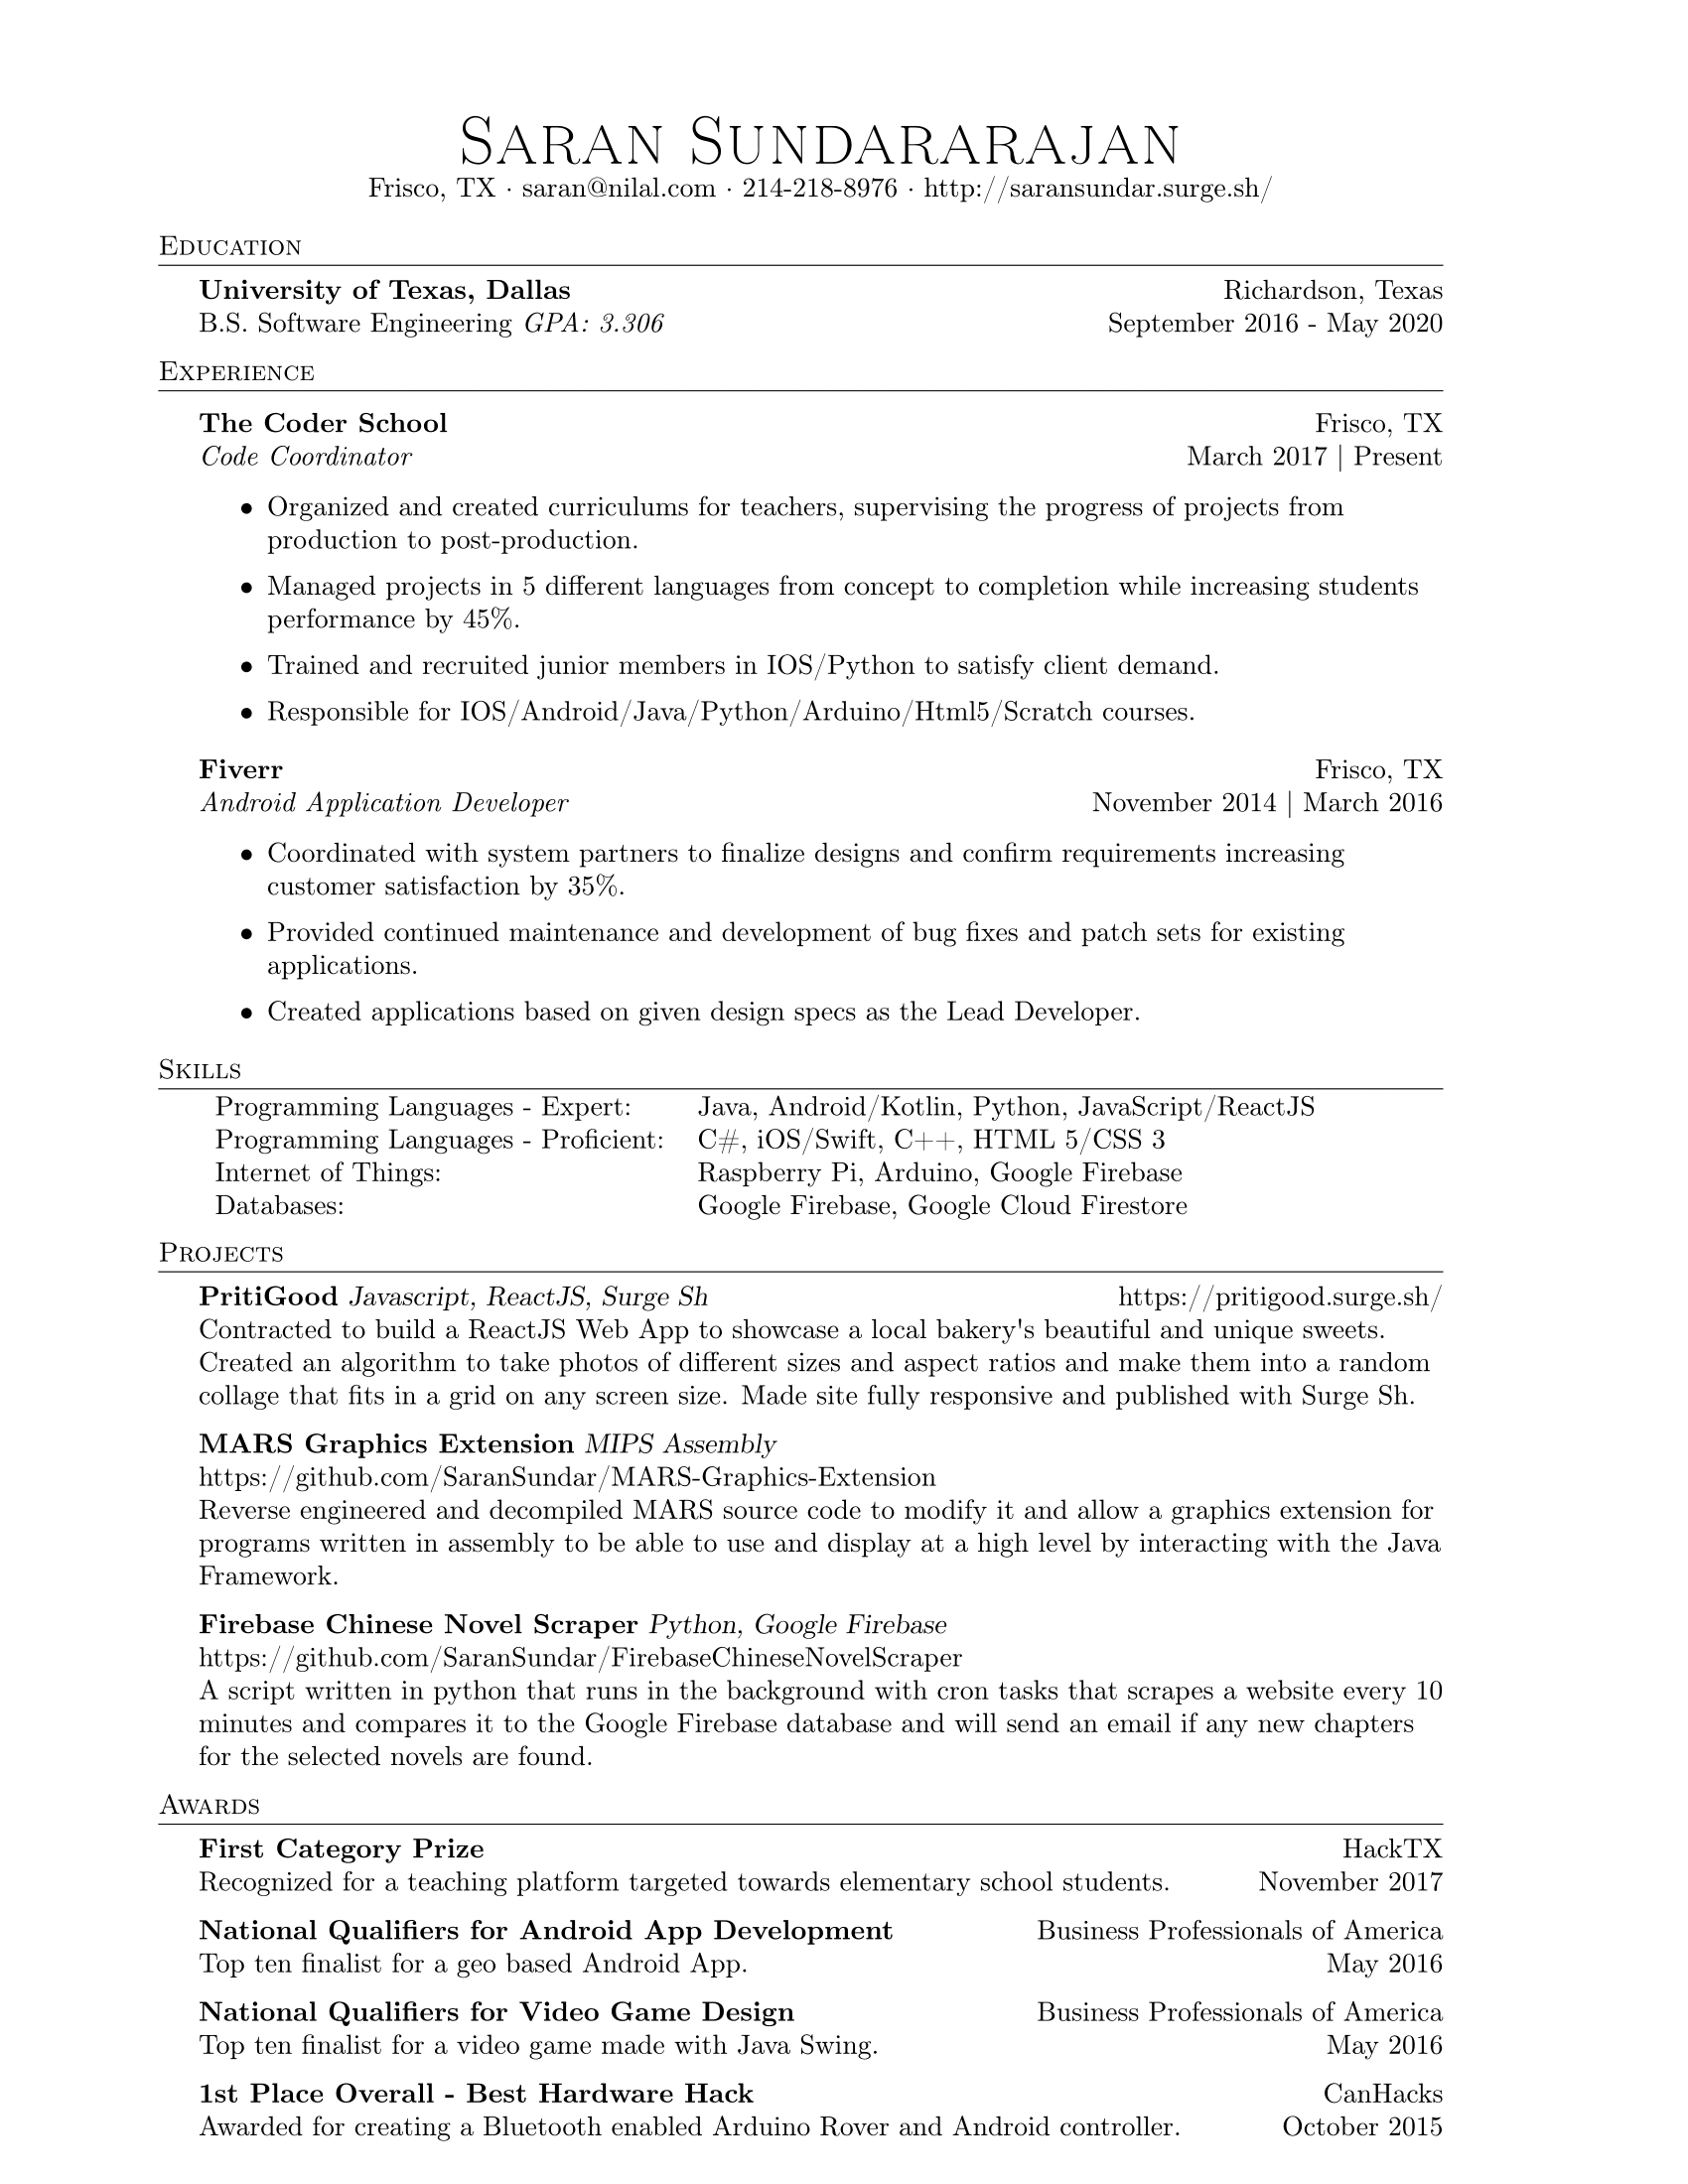 Saran Sundararajan
Frisco, TX · saran@nilal.com · 214-218-8976 · http://saransundar.surge.sh/
Education
University of Texas, Dallas Richardson, Texas
B.S. Software Engineering GPA: 3.306 September 2016 - May 2020
Experience
The Coder School Frisco, TX
Code Coordinator March 2017 | Present
• Organized and created curriculums for teachers, supervising the progress of projects from
production to post-production.
• Managed projects in 5 different languages from concept to completion while increasing students
performance by 45%.
• Trained and recruited junior members in IOS/Python to satisfy client demand.
• Responsible for IOS/Android/Java/Python/Arduino/Html5/Scratch courses.
Fiverr Frisco, TX
Android Application Developer November 2014 | March 2016
• Coordinated with system partners to finalize designs and confirm requirements increasing
customer satisfaction by 35%.
• Provided continued maintenance and development of bug fixes and patch sets for existing
applications.
• Created applications based on given design specs as the Lead Developer.
Skills
Programming Languages - Expert: Java, Android/Kotlin, Python, JavaScript/ReactJS
Programming Languages - Proficient: C#, iOS/Swift, C++, HTML 5/CSS 3
Internet of Things: Raspberry Pi, Arduino, Google Firebase
Databases: Google Firebase, Google Cloud Firestore
Projects
PritiGood Javascript, ReactJS, Surge Sh https://pritigood.surge.sh/
Contracted to build a ReactJS Web App to showcase a local bakery's beautiful and unique sweets.
Created an algorithm to take photos of different sizes and aspect ratios and make them into a random
collage that fits in a grid on any screen size. Made site fully responsive and published with Surge Sh.
MARS Graphics Extension MIPS Assembly
https://github.com/SaranSundar/MARS-Graphics-Extension
Reverse engineered and decompiled MARS source code to modify it and allow a graphics extension for
programs written in assembly to be able to use and display at a high level by interacting with the Java
Framework.
Firebase Chinese Novel Scraper Python, Google Firebase
https://github.com/SaranSundar/FirebaseChineseNovelScraper
A script written in python that runs in the background with cron tasks that scrapes a website every 10
minutes and compares it to the Google Firebase database and will send an email if any new chapters
for the selected novels are found.
Awards
First Category Prize HackTX
Recognized for a teaching platform targeted towards elementary school students. November 2017
National Qualifiers for Android App Development Business Professionals of America
Top ten finalist for a geo based Android App. May 2016
National Qualifiers for Video Game Design Business Professionals of America
Top ten finalist for a video game made with Java Swing. May 2016
1st Place Overall - Best Hardware Hack CanHacks
Awarded for creating a Bluetooth enabled Arduino Rover and Android controller. October 2015